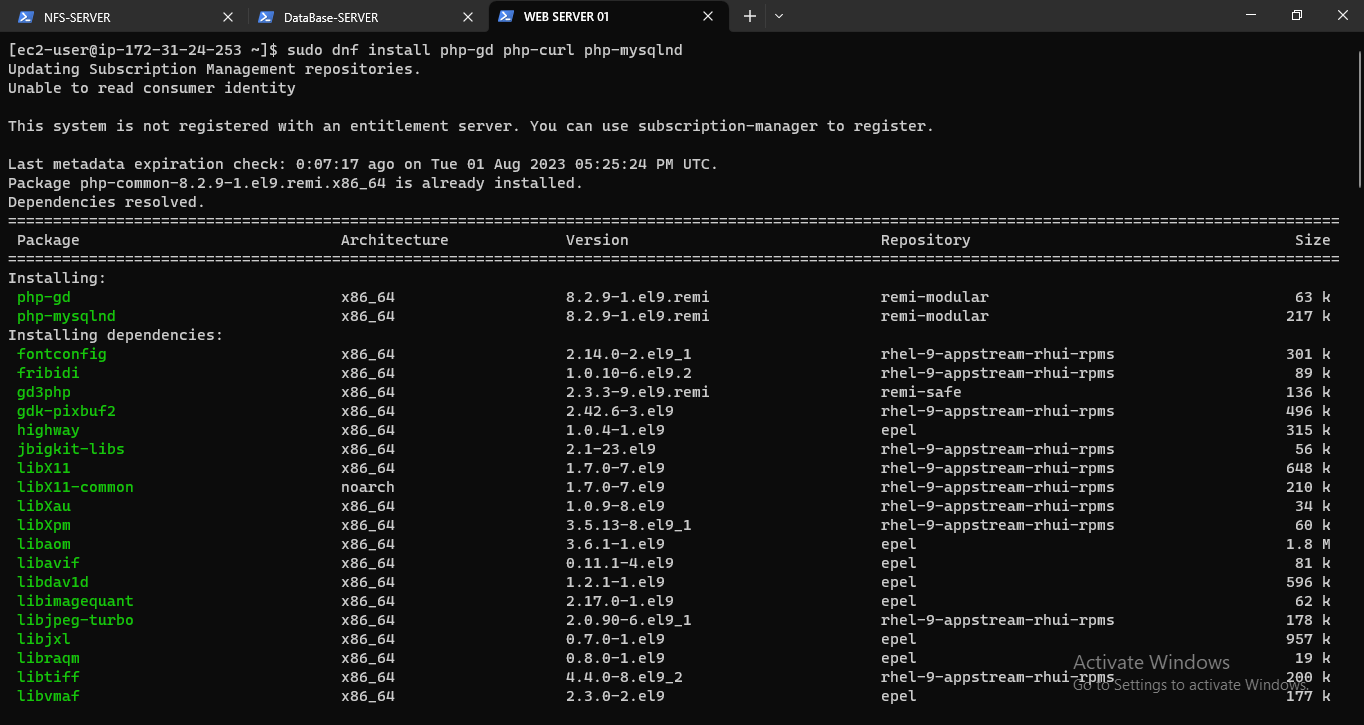 NFS-SERVER DataBase-SERVER WEB SERVER 01
[ec2-user@ip-172-31-24-253 ~]$ sudo dnf install php-gd php-curl php-mysqlnd
Updating Subscription Management repositories.
Unable to read consumer identity
This system is not registered with an entitlement server. You can use subscription-manager to register.
Last metadata expiration check: 0:07:17 ago on Tue 01 Aug 2023 05:25:24 PM UTC.
Package php-common-8.2.9-1.el9.remi.x86_64 is already installed.
Dependencies resolved.
Package Architecture Version Repository Size
Installing:
php-gd x86_64 8.2.9-1.el9.remi remi-modular 63 k
php-mysqlnd x86_64 8.2.9-1.el9.remi remi-modular 217 k
Installing dependencies:
fontconfig x86_64 2.14.0-2.el9_1 rhel-9-appstream-rhui-rpms 301 k
fribidi x86_64 1.0.10-6.el9.2 rhel-9-appstream-rhui-rpms 89 k
gd3php x86_64 2.3.3-9.el9.remi remi-safe 136 k
gdk-pixbuf2 x86_64 2.42.6-3.el9 rhel-9-appstream-rhui-rpms 496 k
highway x86_64 1.0.4-1.el9 epel 315 k
jbigkit-libs x86_64 2.1-23.el9 rhel-9-appstream-rhui-rpms 56 k
libX11 x86_64 1.7.0-7.el9 rhel-9-appstream-rhui-rpms 648 k
libX11-common noarch 1.7.0-7.el9 rhel-9-appstream-rhui-rpms 210 k
libXau x86_64 1.0.9-8.el9 rhel-9-appstream-rhui-rpms 34 k
libXpm x86_64 3.5.13-8.el9_1 rhel-9-appstream-rhui-rpms 60 k
libaom x86_64 3.6.1-1.el9 epel 1.8 M
libavif x86_64 0.11.1-4.el9 epel 81 k
libdav1d x86_64 1.2.1-1.el9 epel 596 k
libimagequant x86_64 2.17.0-1.el9 epel 62 k
libjpeg-turbo x86_64 2.0.90-6.el9_1 rhel-9-appstream-rhui-rpms 178 k
libjxl x86_64 0.7.0-1.el9 epel 957 k
libraqm x86_64 0.8.0-1.el9 epel 19 k
Activate Windows
libtiff x86_64 4.4.0-8.el9_2 rhel-9-appstream-rhui-rpms 200 k
Go to Settings to activate Windows.
libvmaf x86_64 2.3.0-2.el9 epel 177 k